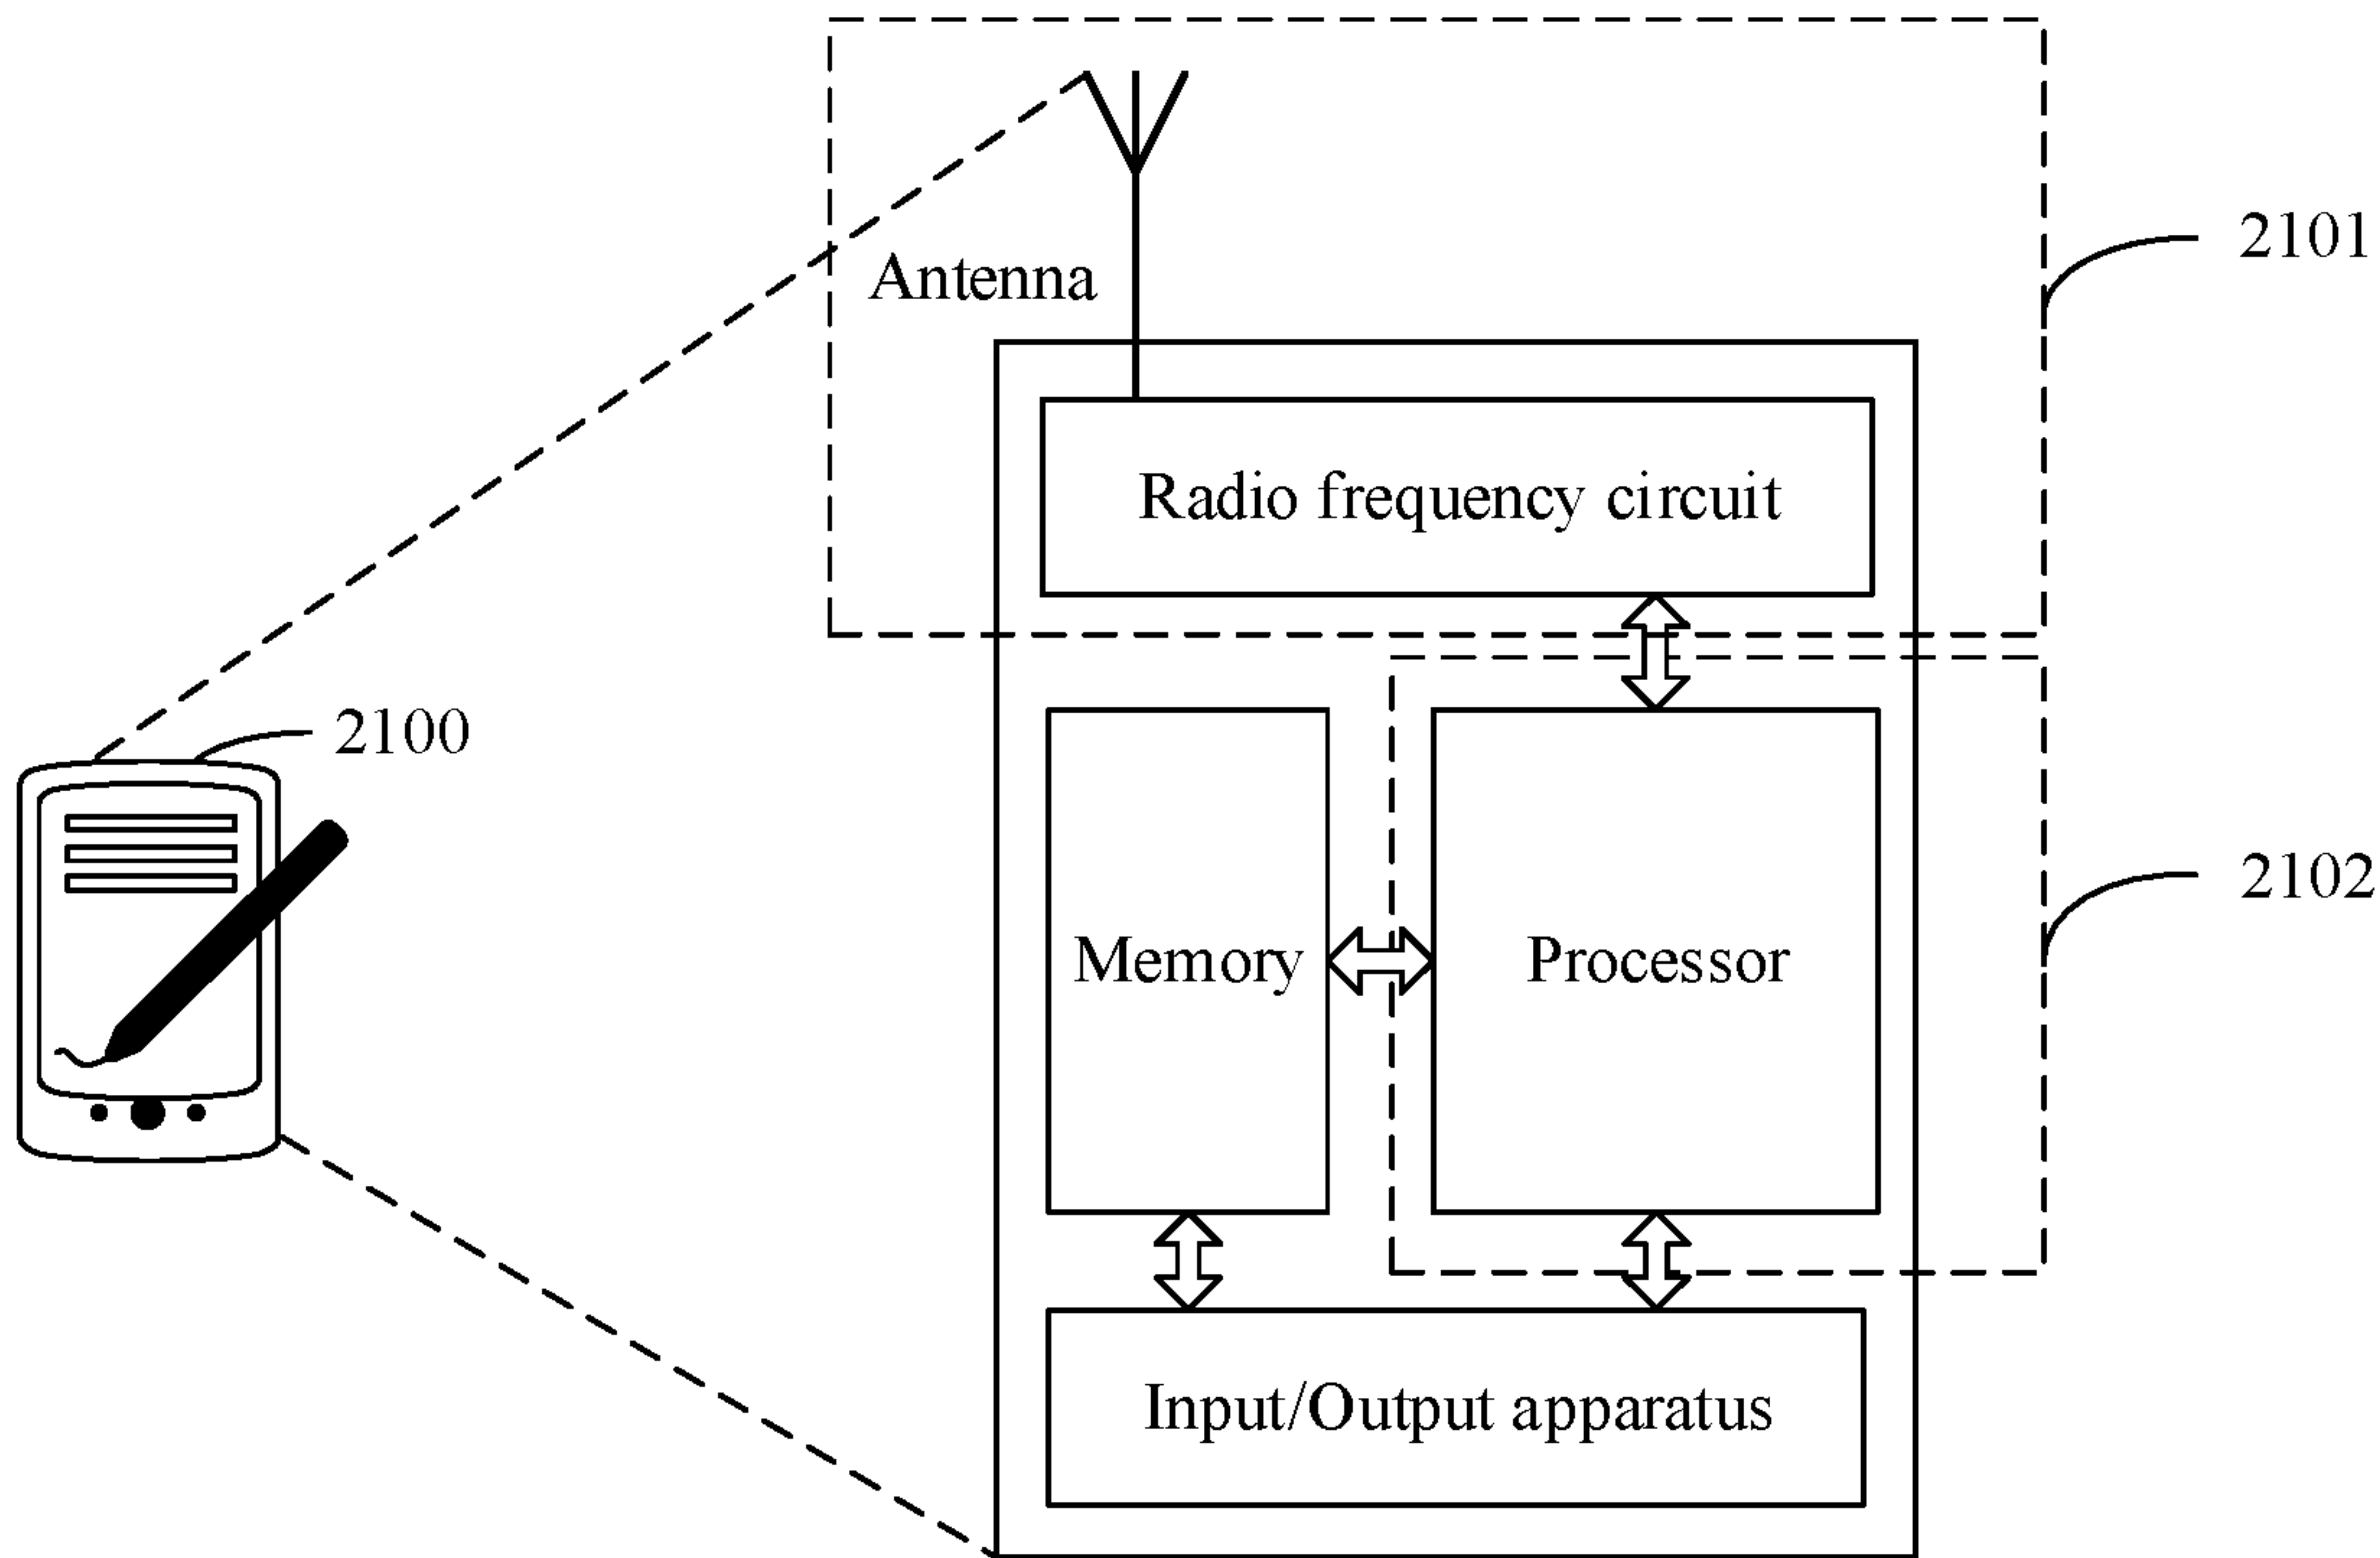 2101
Antenna
Radio frequency circuit
2100
2102
Memory
Processor
Input/Output apparatus